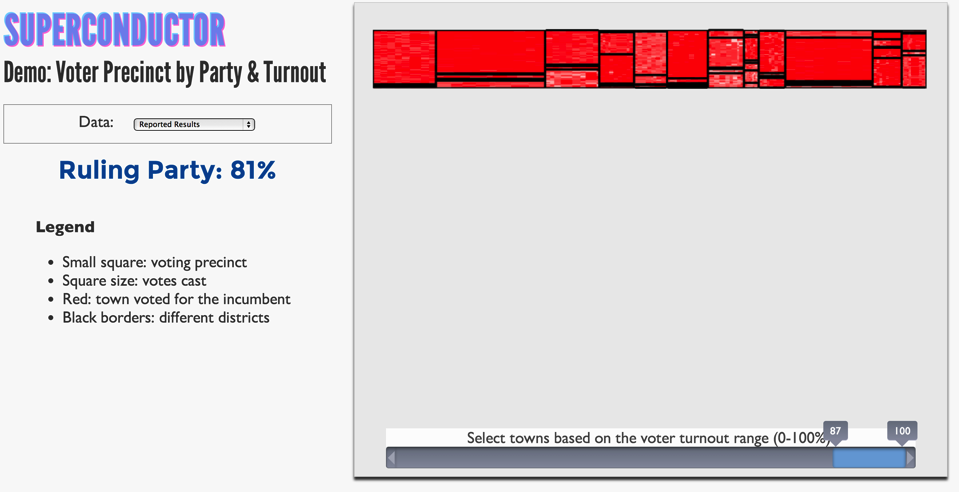 SUPERCONDUCTOR
Demo: Voter Precinct by Party & Turnout
Data: Reported Results
Ruling Party: 81%
Legend
• Small square: voting precinct
• Square size: votes cast
• Red: town voted for the incumbent
• Black borders: different districts
87 100
Select towns based on the voter turnout range (0-100%)